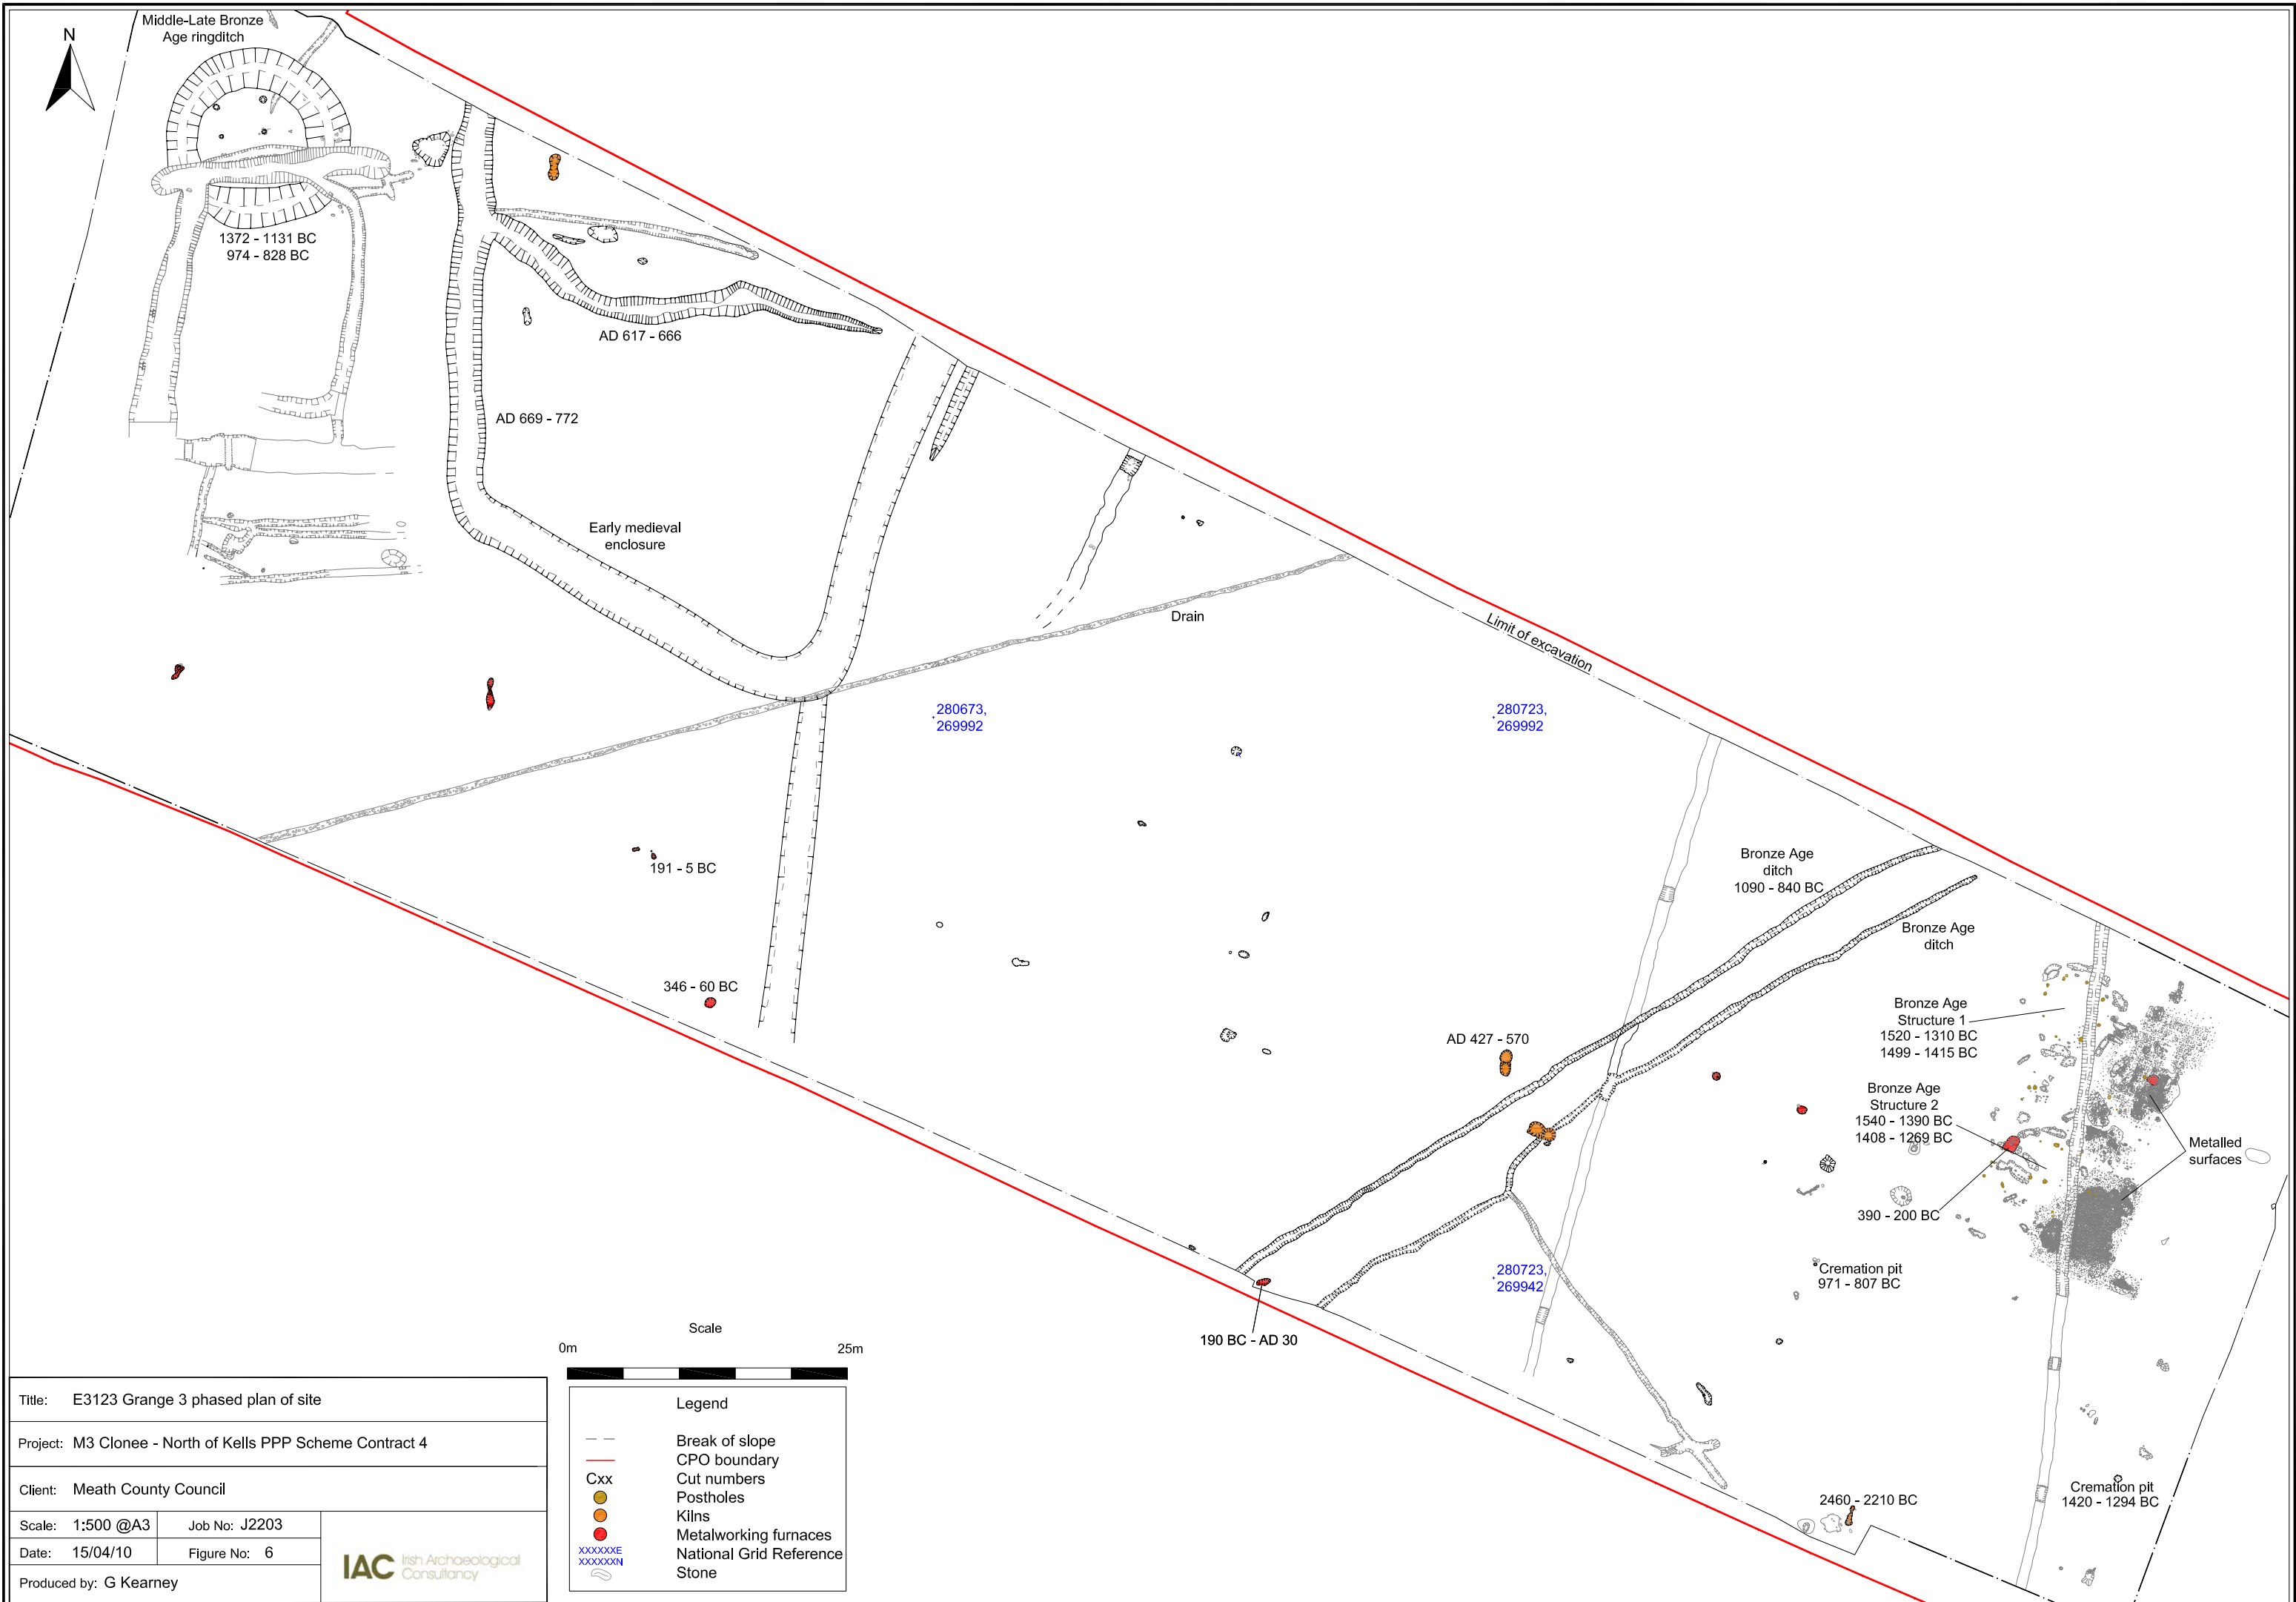 N
Middle-Late Bronze
Age ringditch
1372 - 1131 BC
974 - 828 BC
AD 617 - 666
AD 669 - 772
Early medieval
enclosure
Drain
Limit of excavation
280673,
269992
280723,
269992
191 - 5 BC
346 - 60 BC
Bronze Age
ditch
1090 - 840 BC
Bronze Age
ditch
Bronze Age
Structure 1
1520 - 1310 BC
1499 - 1415 BC
AD 427 - 570
Bronze Age
Structure 2
1540 - 1390 BC
1408 - 1269 BC
Metalled
surfaces
390 - 200 BC
Cremation pit
971 - 807 BC
280723,
269942
190 BC - AD 30
2460 - 2210 BC
Cremation pit
1420 - 1294 BC
Scale
0m
25m
Legend
Break of slope
CPO boundary
Cxx Cut numbers
Postholes
Kilns
Metalworking furnaces
XXXXXXE
XXXXXXN
National Grid Reference
Stone
Title: E3123 Grange 3 phased plan of site
Project: M3 Clonee - North of Kells PPP Scheme Contract 4
Client: Meath County Council
Scale: 1:500 @A3
Job No: J2203
Date: 15/04/10
Figure No: 6
Produced by: G Kearney
IAC Irish Archaeological
Consultancy